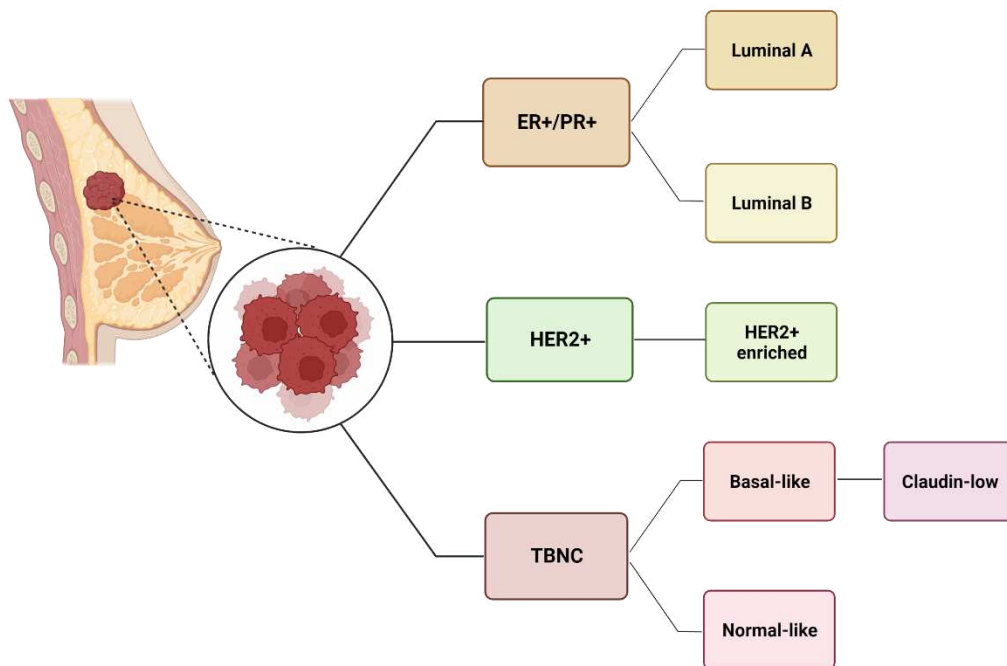 Luminal A
ER+/PR+
Luminal B
HER2+
HER2+
enriched
Basal-like
Claudin-low
TBNC
Normal-like